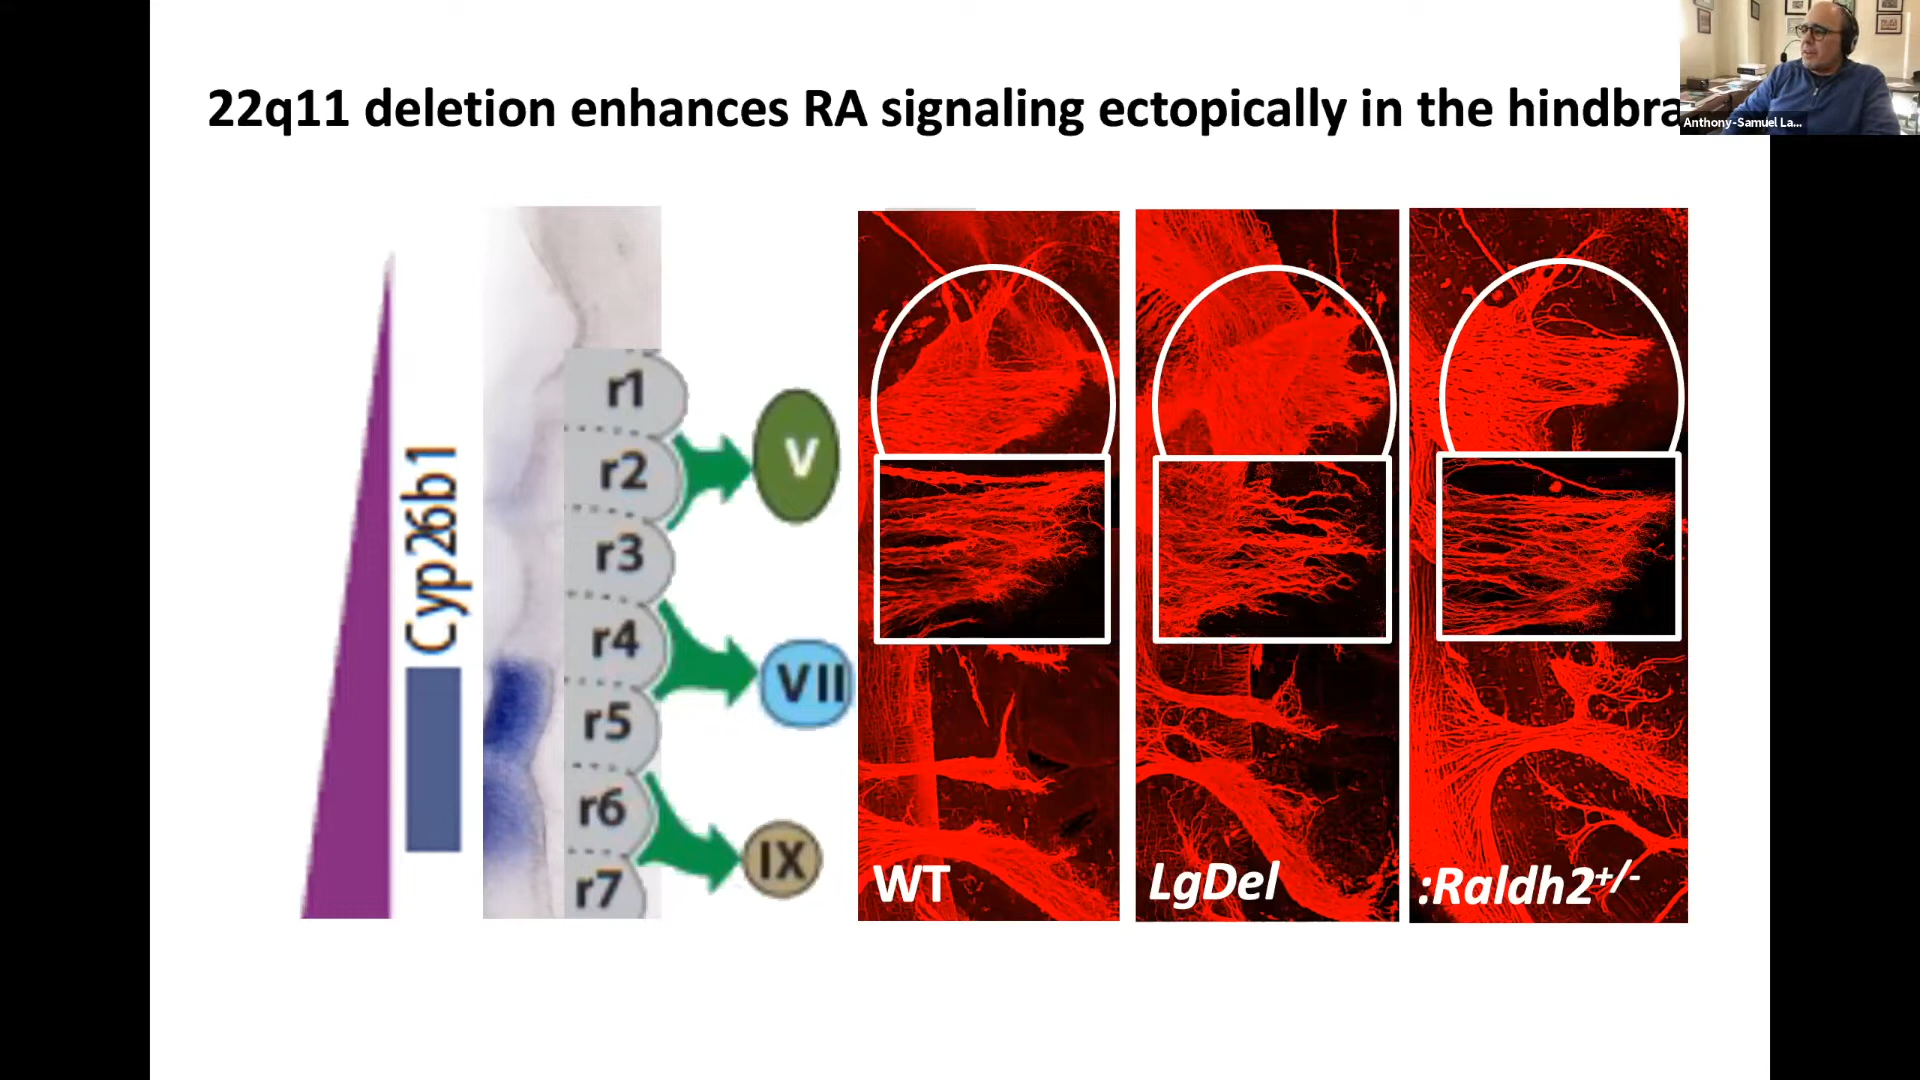 22q11 deletion enhances RA signaling ectopically in the hindbra
Anthony-Samuel La...
Cyp26b1
r1
r2
r3
r4
r5
r6
r7
V
VII
IX
WT
LgDel
:Raldh2+/-